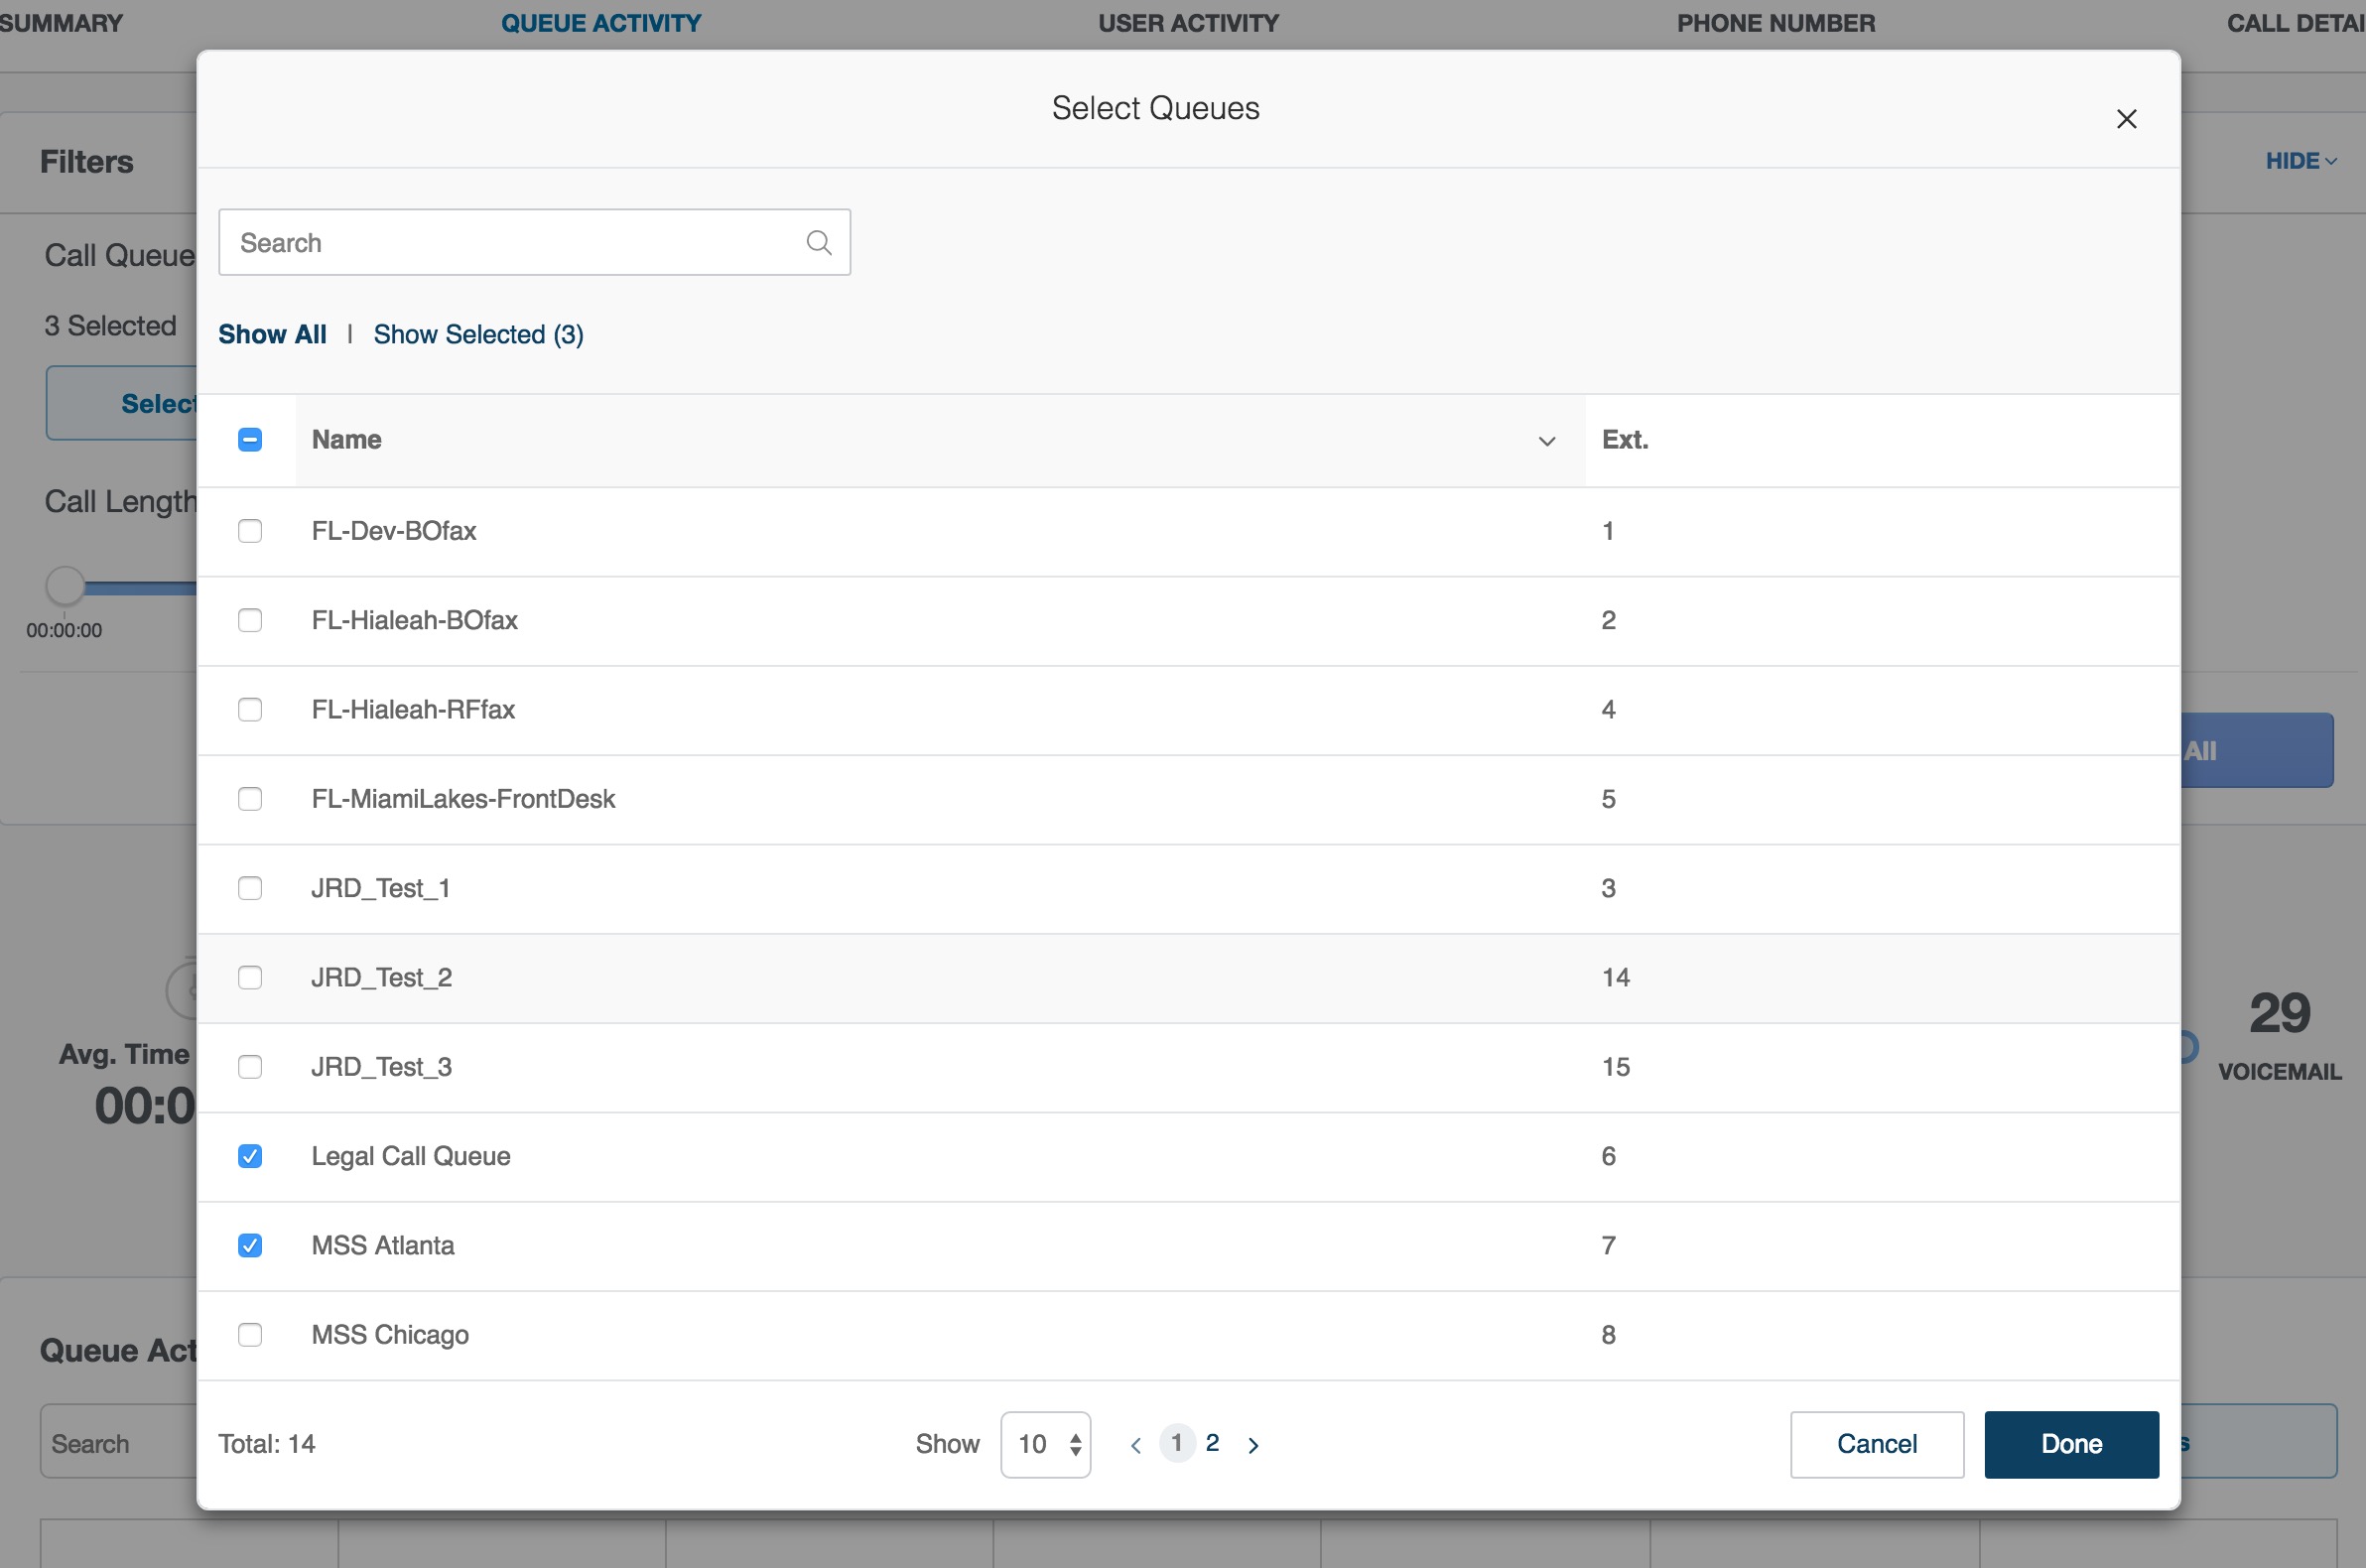 SUMMARY QUEUE ACTIVITY USER ACTIVITY PHONE NUMBER CALL DETAI
Select Queues
Filters HIDE
Search
Call Queue
3 Selected
Show All | Show Selected (3)
Select
Name Ext.
Call Length
FL-Dev-BOfax 1
00:00:00
FL-Hialeah-BOfax 2
FL-Hialeah-RFfax 4
All
FL-MiamiLakes-FrontDesk 5
JRD_Test_1 3
JRD_Test_2 14
29
Avg. Time
JRD_Test_3 15
VOICEMAIL
00:0
Legal Call Queue 6
MSS Atlanta 7
MSS Chicago 8
Queue Act
Search
Total: 14 Show 10 1 2 Cancel Done
s